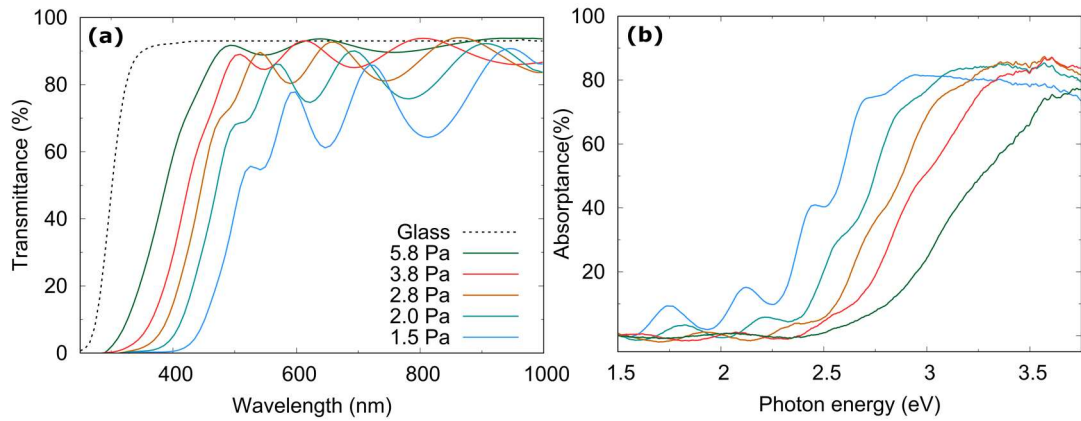 (a)
100
80
60
40
20
0
Transmittance (%)
400
600
800
1000
Wavelength (nm)
Glass
5.8 Pa
3.8 Pa
2.8 Pa
2.0 Pa
1.5 Pa
(b)
100
80
60
40
20
Absorptance(%)
1.5
2
2.5
3
3.5
Photon energy (eV)